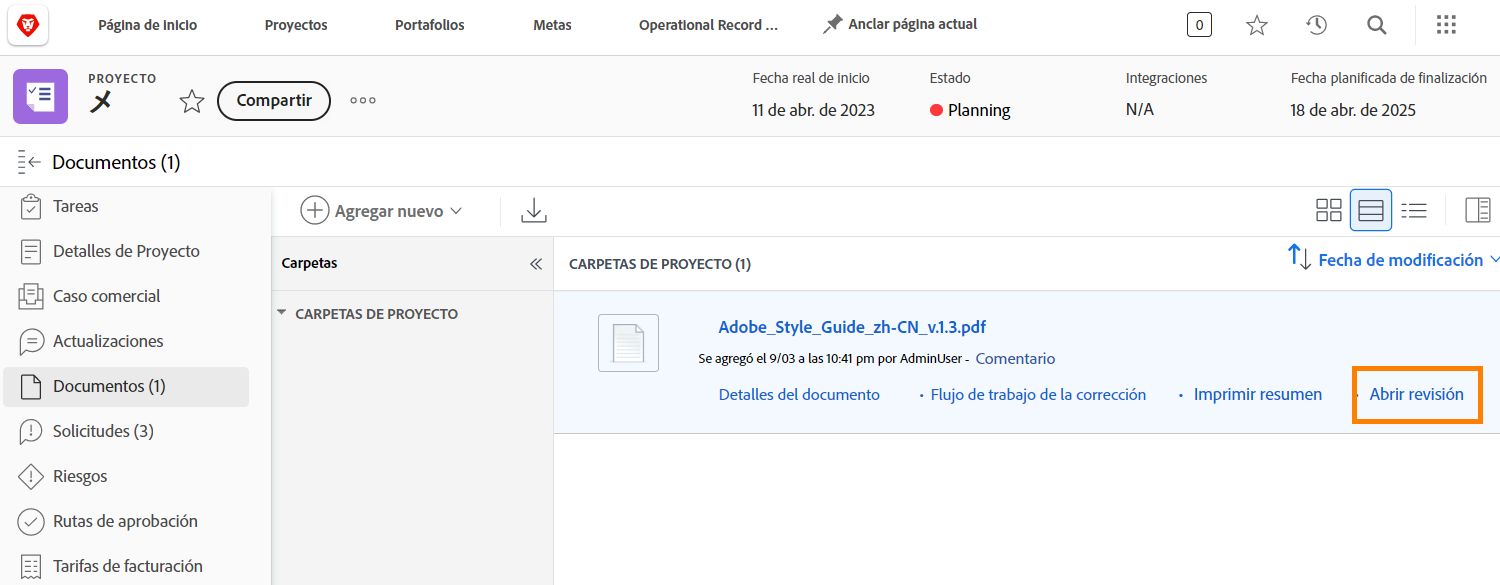 Página de inicio Proyectos Portafolios Metas Operational Record ... Anclar página actual 0
PROYECTO
メ
Compartir
Fecha real de inicio Estado Integraciones Fecha planificada de finalización
11 de abr. de 2023 Planning N/A 18 de abr. de 2025
Documentos (1)
Tareas
Detalles de Proyecto
Caso comercial
Actualizaciones
Documentos (1)
Solicitudes (3)
Riesgos
Rutas de aprobación
Tarifas de facturación
Agregar nuevo
Carpetas
CARPETAS DE PROYECTO
CARPETAS DE PROYECTO (1)
Fecha de modificación
Adobe_Style_Guide_zh-CN_v.1.3.pdf
Se agregó el 9/03 a las 10:41 pm por AdminUser - Comentario
Detalles del documento • Flujo de trabajo de la corrección • Imprimir resumen • Abrir revisión